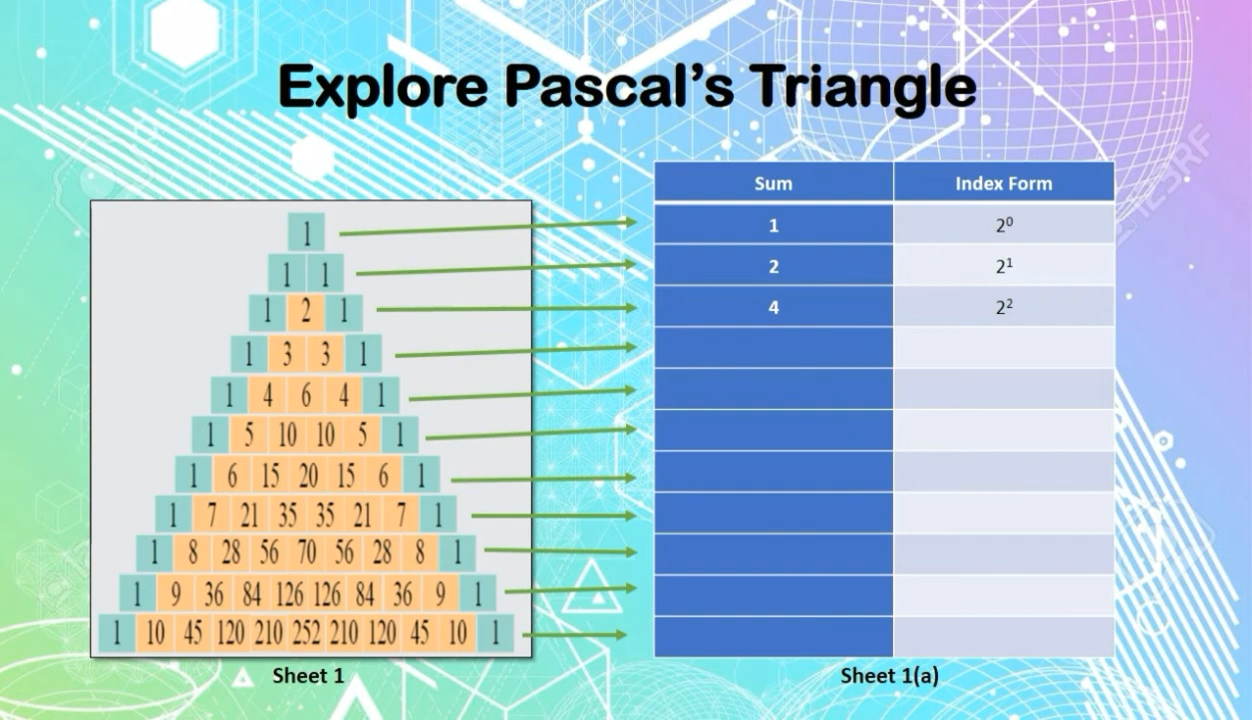 Explore Pascal's Triangle
Sum Index Form
1
1 2⁰
1 1
2 2¹
1 2 1
4 2²
1 3 3 1
1 4 6 4 1
1 5 10 10 5 1
1 6 15 20 15 6 1
1 7 21 35 35 21 7 1
1 8 28 56 70 56 28 8 1
1 9 36 84 126 126 84 36 9 1
1 10 45 120 210 252 210 120 45 10 1
Sheet 1
Sheet 1(a)